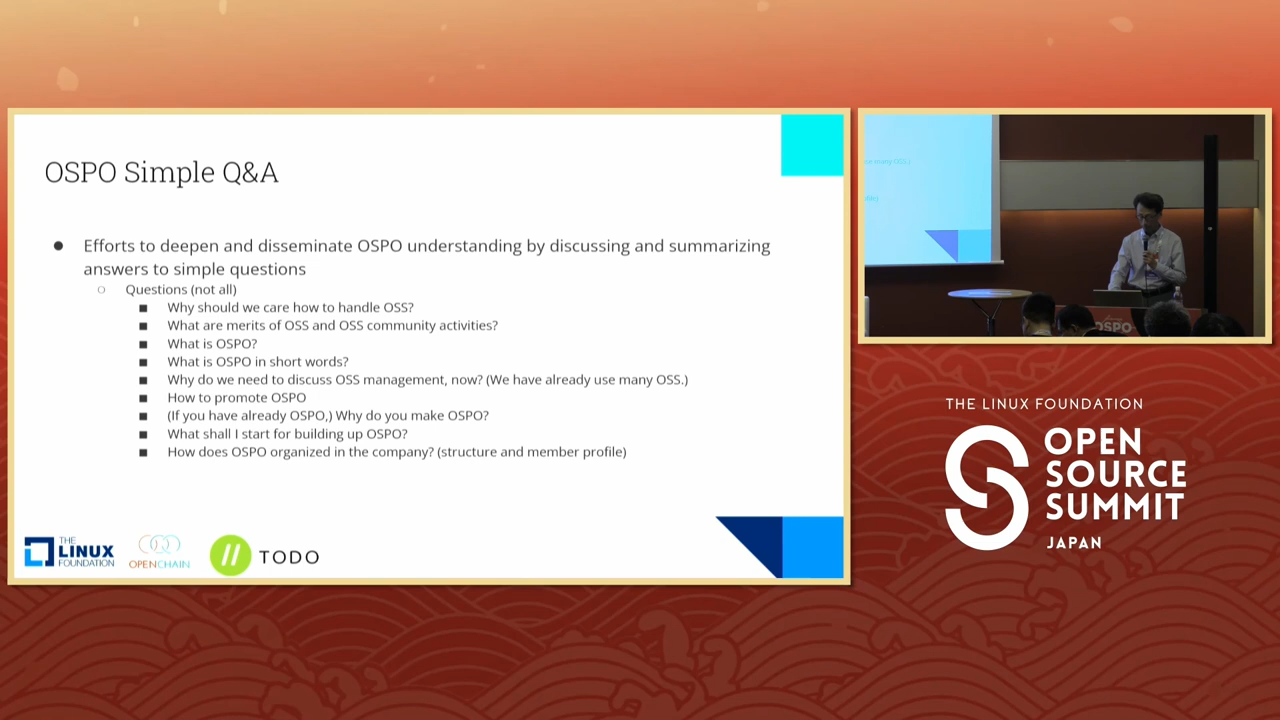 OSPO Simple Q&A
● Efforts to deepen and disseminate OSPO understanding by discussing and summarizing
answers to simple questions
○ Questions (not all)
■ Why should we care how to handle OSS?
■ What are merits of OSS and OSS community activities?
■ What is OSPO?
■ What is OSPO in short words?
■ Why do we need to discuss OSS management, now? (We have already use many OSS.)
■ How to promote OSPO
■ (If you have already OSPO,) Why do you make OSPO?
■ What shall I start for building up OSPO?
■ How does OSPO organized in the company? (structure and member profile)
THE
LINUX
FOUNDATION
OPENCHAIN
TODO
many OSS.)
OSPO
THE LINUX FOUNDATION
OPEN
SOURCE
SUMMIT
JAPAN